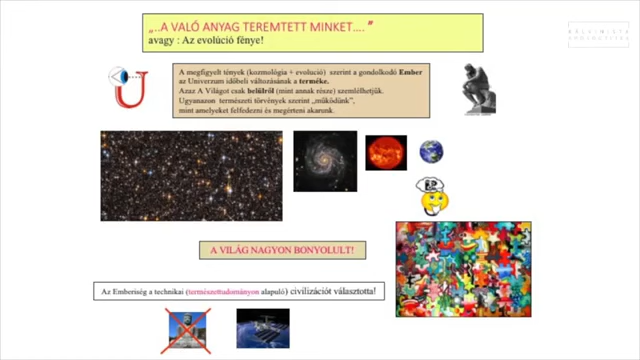 „..A VALÓ ANYAG TEREMTETT MINKET…."
avagy : Az evolúció fénye!
A megfigyelt tények (kozmológia + evolució) szerint a gondolkodó Ember
az Univerzum időbeli változásának a terméke.
Azaz A Világot csak belülről (mint annak része) szemlélhetjük.
Ugyanazon természeti törvények szerint „működünk",
mint amelyeket felfedezni és megérteni akarunk.
A VILÁG NAGYON BONYOLULT!
Az Emberiség a technikai (természettudományon alapuló) civilizációt választotta!